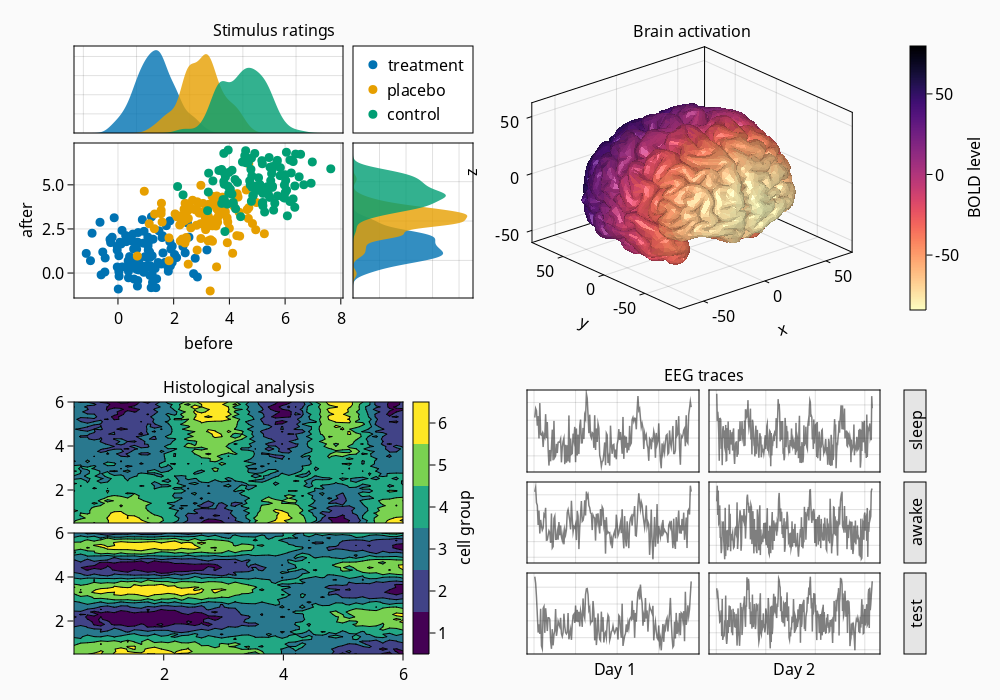 Stimulus ratings
treatment
placebo
control
5.0
2.5
0.0
after
0 2 4 6 8
before
Brain activation
50
0
-50
z
50
0
-50
y
-50
0
50
x
50
0
-50
BOLD level
Histological analysis
6
4
2
6
4
2
2 4 6
6
5
4
3
2
1
cell group
EEG traces
sleep
awake
test
Day 1 Day 2